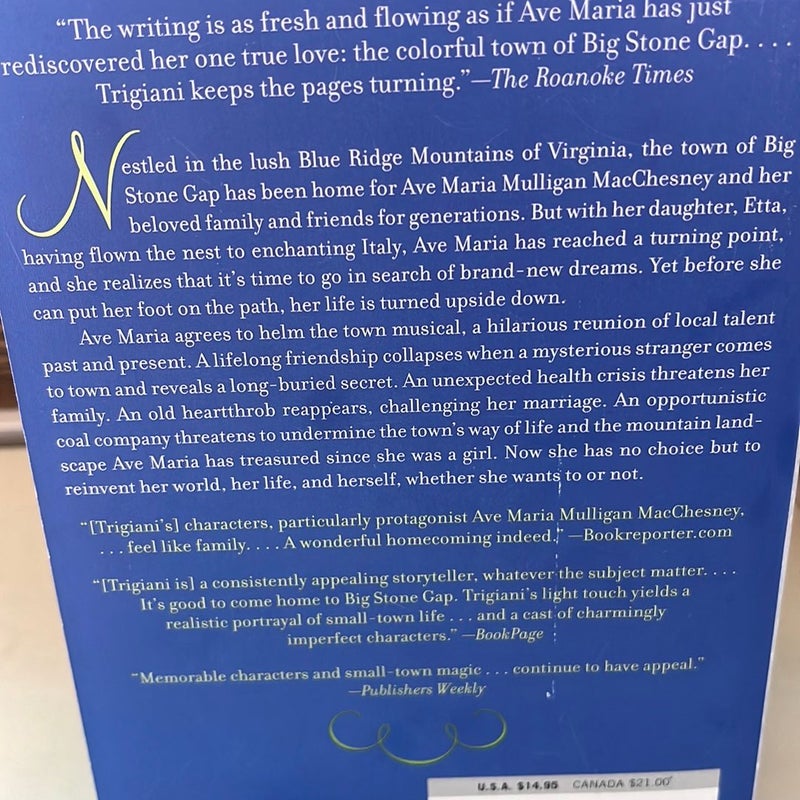 “The writing is as fresh and flowing as if Ave Maria has just
rediscovered her one true love: the colorful town of Big Stone Gap. . . .
Trigiani keeps the pages turning.”—The Roanoke Times
Nestled in the lush Blue Ridge Mountains of Virginia, the town of Big
Stone Gap has been home for Ave Maria Mulligan MacChesney and her
beloved family and friends for generations. But with her daughter, Etta,
having flown the nest to enchanting Italy, Ave Maria has reached a turning point,
and she realizes that it’s time to go in search of brand-new dreams. Yet before she
can put her foot on the path, her life is turned upside down.
Ave Maria agrees to helm the town musical, a hilarious reunion of local talent
past and present. A lifelong friendship collapses when a mysterious stranger comes
to town and reveals a long-buried secret. An unexpected health crisis threatens her
family. An old heartthrob reappears, challenging her marriage. An opportunistic
coal company threatens to undermine the town’s way of life and the mountain land-
scape Ave Maria has treasured since she was a girl. Now she has no choice but to
reinvent her world, her life, and herself, whether she wants to or not.
“[Trigiani’s] characters, particularly protagonist Ave Maria Mulligan MacChesney,
. . . feel like family. . . . A wonderful homecoming indeed.” —Bookreporter.com
“[Trigiani is] a consistently appealing storyteller, whatever the subject matter. . . .
It’s good to come home to Big Stone Gap. Trigiani’s light touch yields a
realistic portrayal of small-town life . . . and a cast of charmingly
imperfect characters.” —BookPage
“Memorable characters and small-town magic . . . continue to have appeal.”
—Publishers Weekly
U.S.A. $14.95 CANADA $21.00